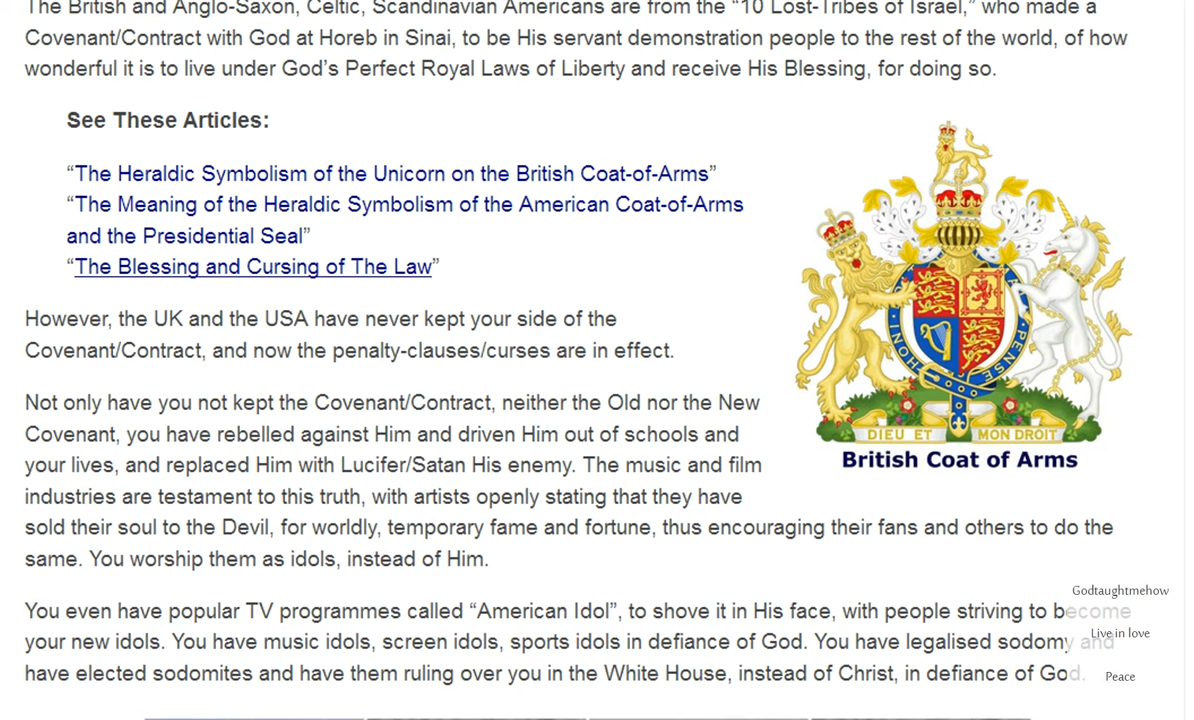 The British and Anglo-Saxon, Celtic, Scandinavian Americans are from the “10 Lost-Tribes of Israel,” who made a
Covenant/Contract with God at Horeb in Sinai, to be His servant demonstration people to the rest of the world, of how
wonderful it is to live under God’s Perfect Royal Laws of Liberty and receive His Blessing, for doing so.
See These Articles:
“The Heraldic Symbolism of the Unicorn on the British Coat-of-Arms”
“The Meaning of the Heraldic Symbolism of the American Coat-of-Arms
and the Presidential Seal”
“The Blessing and Cursing of The Law”
HONI
PENSE
DIEU ET MON DROIT
British Coat of Arms
However, the UK and the USA have never kept your side of the
Covenant/Contract, and now the penalty-clauses/curses are in effect.
Not only have you not kept the Covenant/Contract, neither the Old nor the New
Covenant, you have rebelled against Him and driven Him out of schools and
your lives, and replaced Him with Lucifer/Satan His enemy. The music and film
industries are testament to this truth, with artists openly stating that they have
sold their soul to the Devil, for worldly, temporary fame and fortune, thus encouraging their fans and others to do the
same. You worship them as idols, instead of Him.
You even have popular TV programmes called “American Idol”, to shove it in His face, with people striving to become
your new idols. You have music idols, screen idols, sports idols in defiance of God. You have legalised sodomy and
have elected sodomites and have them ruling over you in the White House, instead of Christ, in defiance of God.
Godtaughtmehow
Live in love
Peace